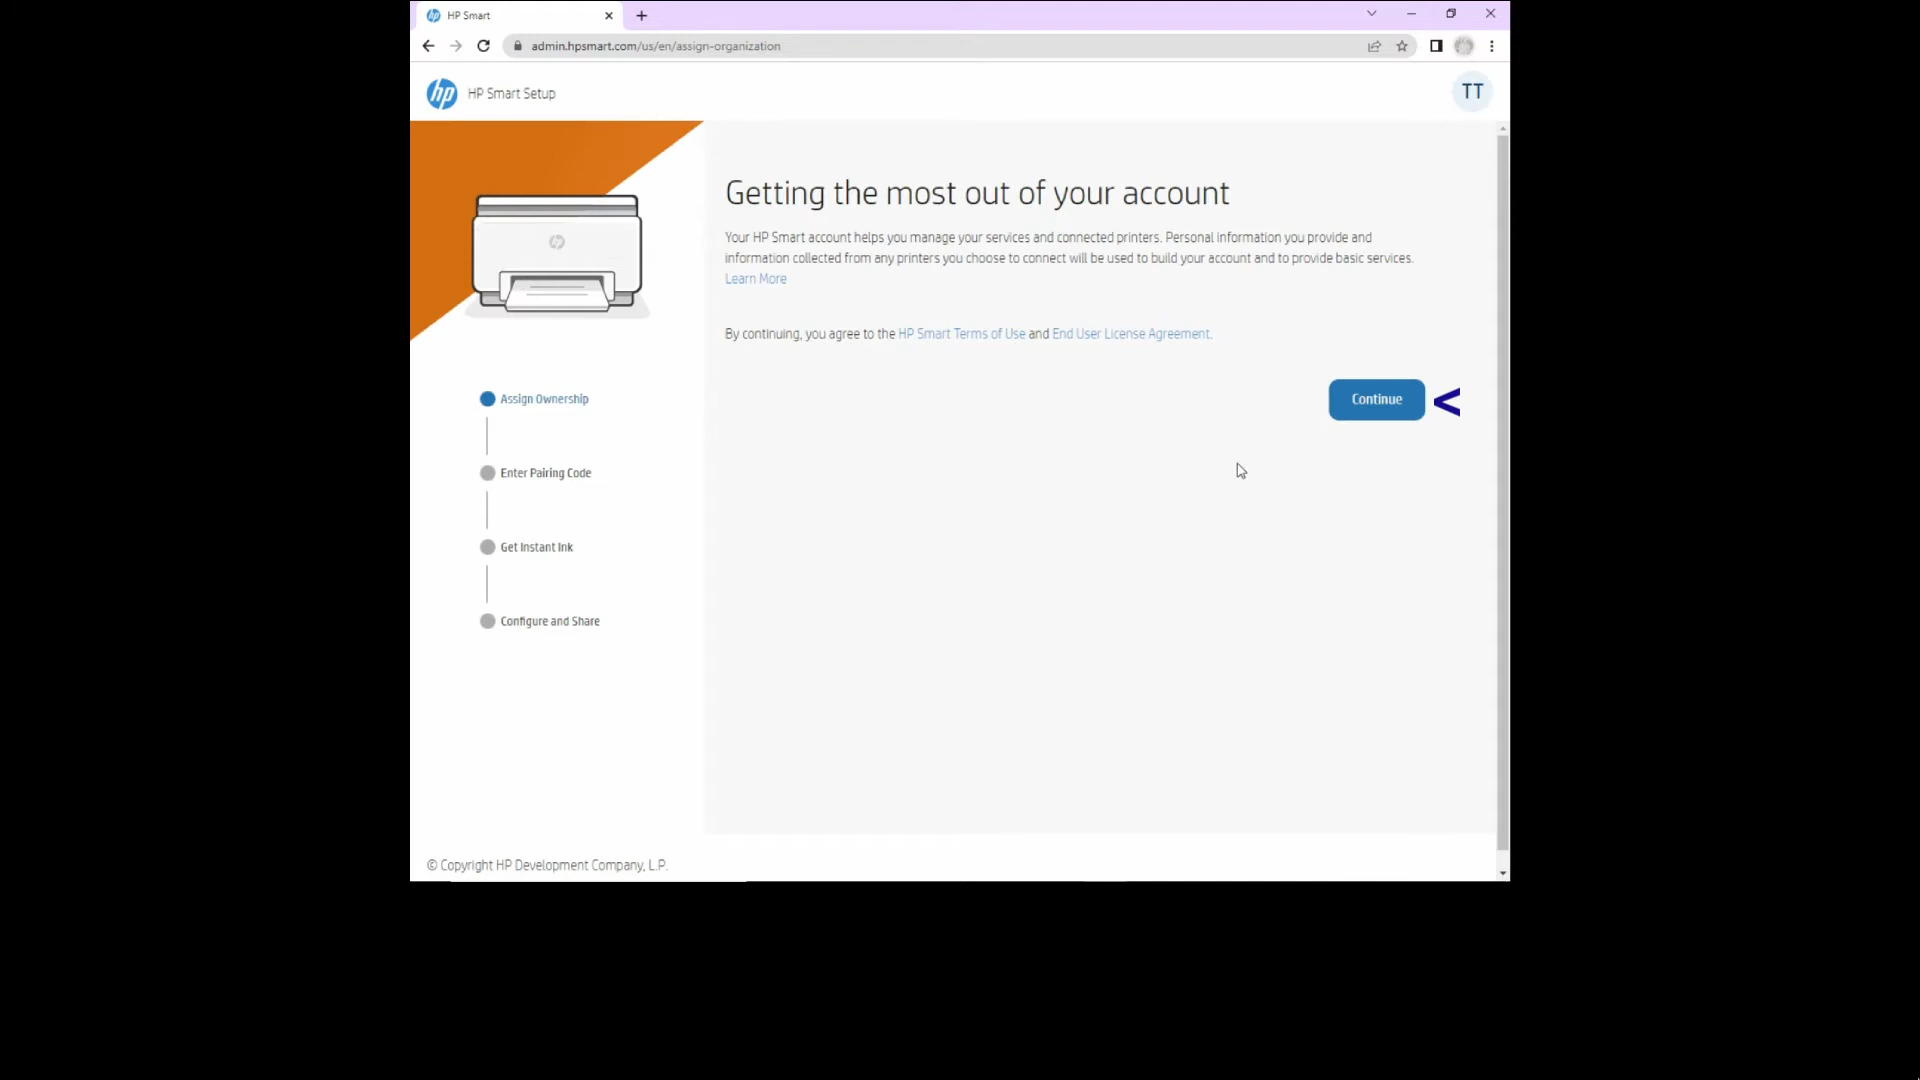 HP Smart
admin.hpsmart.com/us/en/assign-organization
hp HP Smart Setup
TT
Getting the most out of your account
Your HP Smart account helps you manage your services and connected printers. Personal information you provide and
information collected from any printers you choose to connect will be used to build your account and to provide basic services.
Learn More
By continuing, you agree to the HP Smart Terms of Use and End User License Agreement.
Continue <
Assign Ownership
Enter Pairing Code
Get Instant Ink
Configure and Share
© Copyright HP Development Company, L.P.